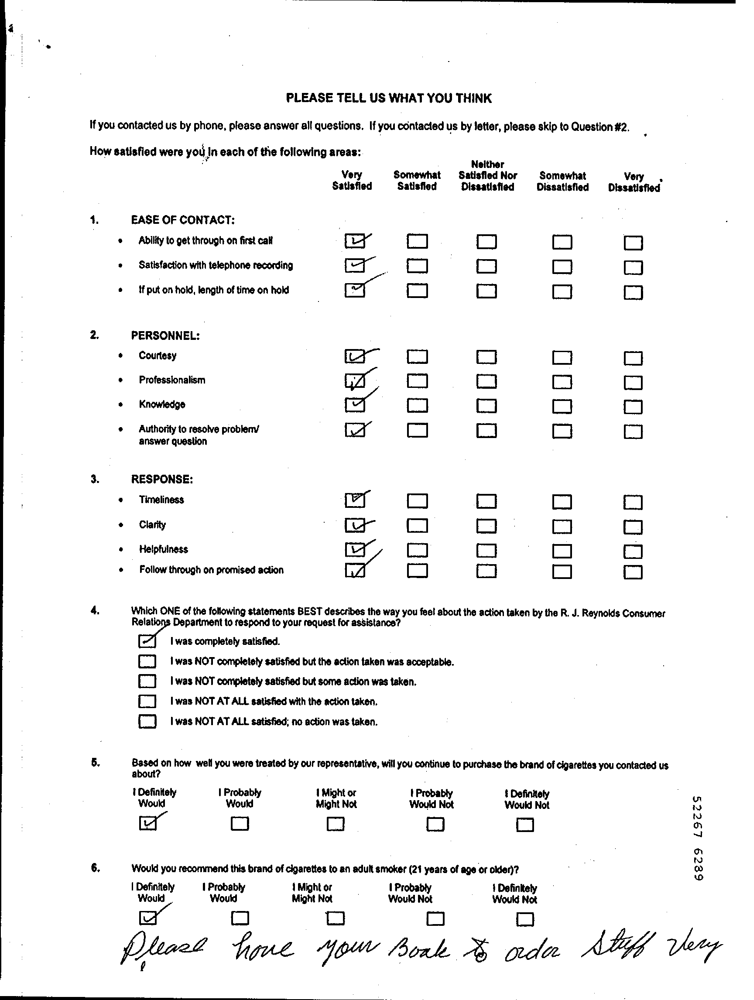 PLEASE TELL US WHAT YOU THINK
If you contacted us by phone, please answer all questions. If you contacted us by letter, please skip to Question #2.
How satisfied were you in each of the following areas:
Very Satisfied
Somewhat Satisfied
Neither Satisfied Nor Dissatisfied
Somewhat Dissatisfied
Very Dissatisfied
1. EASE OF CONTACT:
• Ability to get through on first call
• Satisfaction with telephone recording
• If put on hold, length of time on hold
2. PERSONNEL:
• Courtesy
• Professionalism
• Knowledge
• Authority to resolve problem/
answer question
3. RESPONSE:
• Timeliness
• Clarity
• Helpfulness
• Follow through on promised action
4. Which ONE of the following statements BEST describes the way you feel about the action taken by the R. J. Reynolds Consumer
Relations Department to respond to your request for assistance?
I was completely satisfied.
I was NOT completely satisfied but the action taken was acceptable.
I was NOT completely satisfied but some action was taken.
I was NOT AT ALL satisfied with the action taken.
I was NOT AT ALL satisfied; no action was taken.
5. Based on how well you were treated by our representative, will you continue to purchase the brand of cigarettes you contacted us
about?
I Definitely Would
I Probably Would
I Might or Might Not
I Probably Would Not
I Definitely Would Not
6. Would you recommend this brand of cigarettes to an adult smoker (21 years of age or older)?
I Definitely Would
I Probably Would
I Might or Might Not
I Probably Would Not
I Definitely Would Not
Please your Book to order Stuff Very
52267 6289